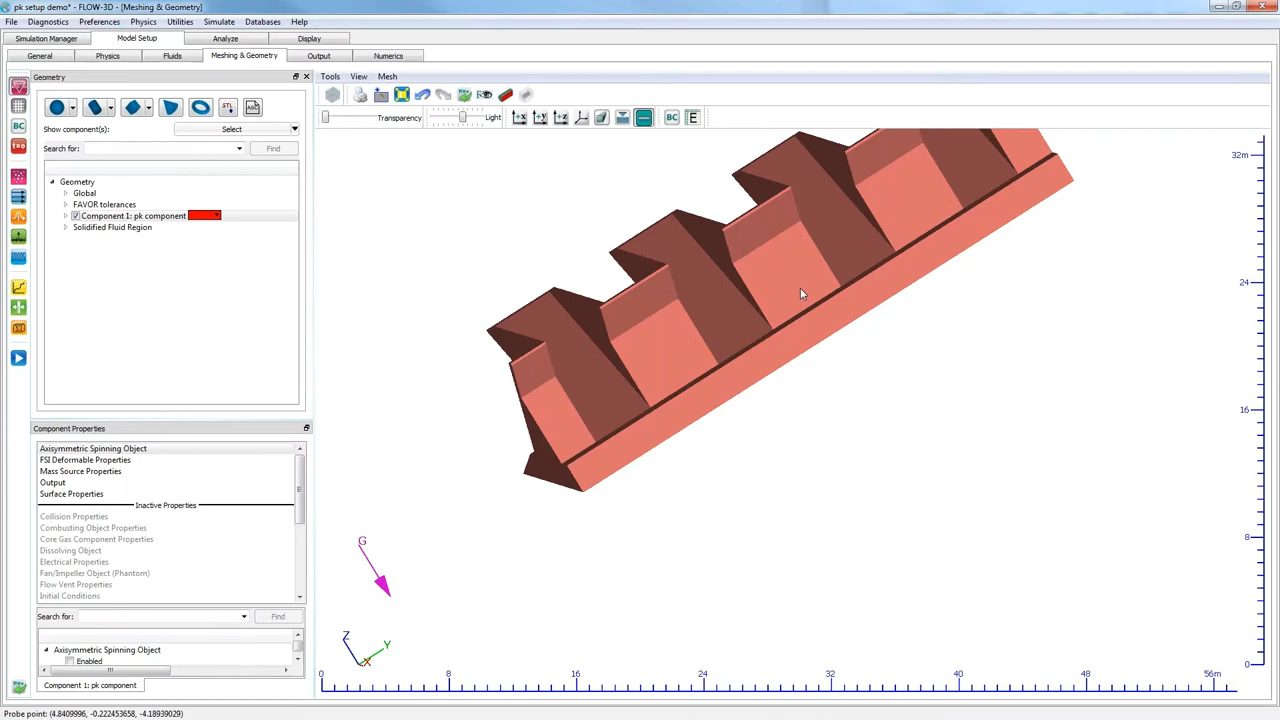 pk setup demo* - FLOW-3D - [Meshing & Geometry]
File Diagnostics Preferences Physics Utilities Simulate Databases Help
Simulation Manager Model Setup Analyze Display
General Physics Fluids Meshing & Geometry Output Numerics
Geometry
Tools View Mesh
STL
Show component(s): Select
Transparency Light
+x +y +z BC E
Search for: Find
BC
t=0
Geometry
Global
FAVOR tolerances
Component 1: pk component
Solidified Fluid Region
32m
24
16
8
0
Component Properties
Axisymmetric Spinning Object
FSI Deformable Properties
Mass Source Properties
Output
Surface Properties
Inactive Properties
Collision Properties
Combusting Object Properties
Core Gas Component Properties
Dissolving Object
Electrical Properties
Fan/Impeller Object (Phantom)
Flow Vent Properties
Initial Conditions
Search for: Find
Axisymmetric Spinning Object
Enabled
Component 1: pk component
G
Z Y X
0 8 16 24 32 40 48 56m
Probe point: (4.8409996, -0.222453658, -4.18939029)